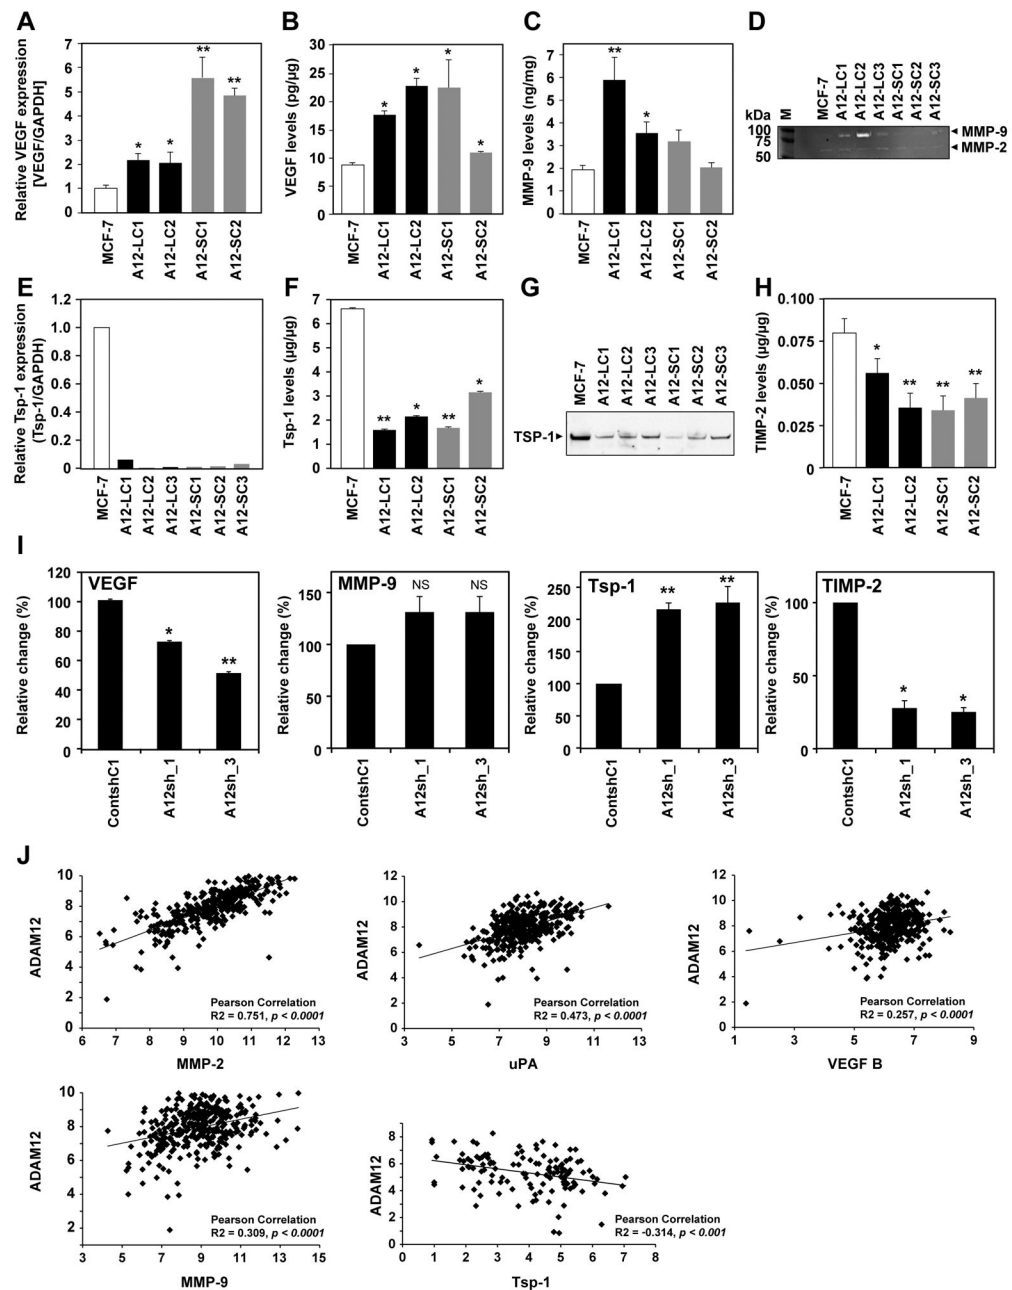 A
Relative VEGF expression
[VEGF/GAPDH]
7
6
5
4
3
2
1
0
*
*
**
**
MCF-7
A12-LC1
A12-LC2
A12-SC1
A12-SC2
B
VEGF levels (pg/µg)
30
25
20
15
10
5
0
*
*
*
*
MCF-7
A12-LC1
A12-LC2
A12-SC1
A12-SC2
C
MMP-9 levels (ng/mg)
7
6
5
4
3
2
1
0
**
*
MCF-7
A12-LC1
A12-LC2
A12-SC1
A12-SC2
D
kDa
M
MCF-7
A12-LC1
A12-LC2
A12-LC3
A12-SC1
A12-SC2
A12-SC3
100
75
50
MMP-9
MMP-2
E
Relative Tsp-1 expression
(Tsp-1/GAPDH)
1.2
1.0
0.8
0.6
0.4
0.2
0
MCF-7
A12-LC1
A12-LC2
A12-LC3
A12-SC1
A12-SC2
A12-SC3
F
Tsp-1 levels (µg/µg)
7
6
5
4
3
2
1
0
**
*
**
*
MCF-7
A12-LC1
A12-LC2
A12-SC1
A12-SC2
G
MCF-7
A12-LC1
A12-LC2
A12-LC3
A12-SC1
A12-SC2
A12-SC3
TSP-1
H
TIMP-2 levels (µg/µg)
0.100
0.075
0.050
0.025
0
*
**
**
**
MCF-7
A12-LC1
A12-LC2
A12-SC1
A12-SC2
I
VEGF
Relative change (%)
120
100
80
60
40
20
0
*
**
ContshC1
A12sh_1
A12sh_3
MMP-9
Relative change (%)
150
100
50
0
NS
NS
ContshC1
A12sh_1
A12sh_3
Tsp-1
Relative change (%)
250
200
150
100
50
0
**
**
ContshC1
A12sh_1
A12sh_3
TIMP-2
Relative change (%)
100
50
25
0
*
*
ContshC1
A12sh_1
A12sh_3
J
ADAM12
10
8
6
4
2
0
Pearson Correlation
R2 = 0.751, p < 0.0001
6 7 8 9 10 11 12 13
MMP-2
ADAM12
12
10
8
6
4
2
0
Pearson Correlation
R2 = 0.473, p < 0.0001
3 5 7 9 11 13
uPA
ADAM12
12
10
8
6
4
2
0
Pearson Correlation
R2 = 0.257, p < 0.0001
1 3 5 7 9
VEGF B
ADAM12
10
8
6
4
2
Pearson Correlation
R2 = 0.309, p < 0.0001
3 5 7 9 11 13 15
MMP-9
ADAM12
8
6
4
2
0
Pearson Correlation
R2 = -0.314, p < 0.001
0 1 2 3 4 5 6 7 8
Tsp-1